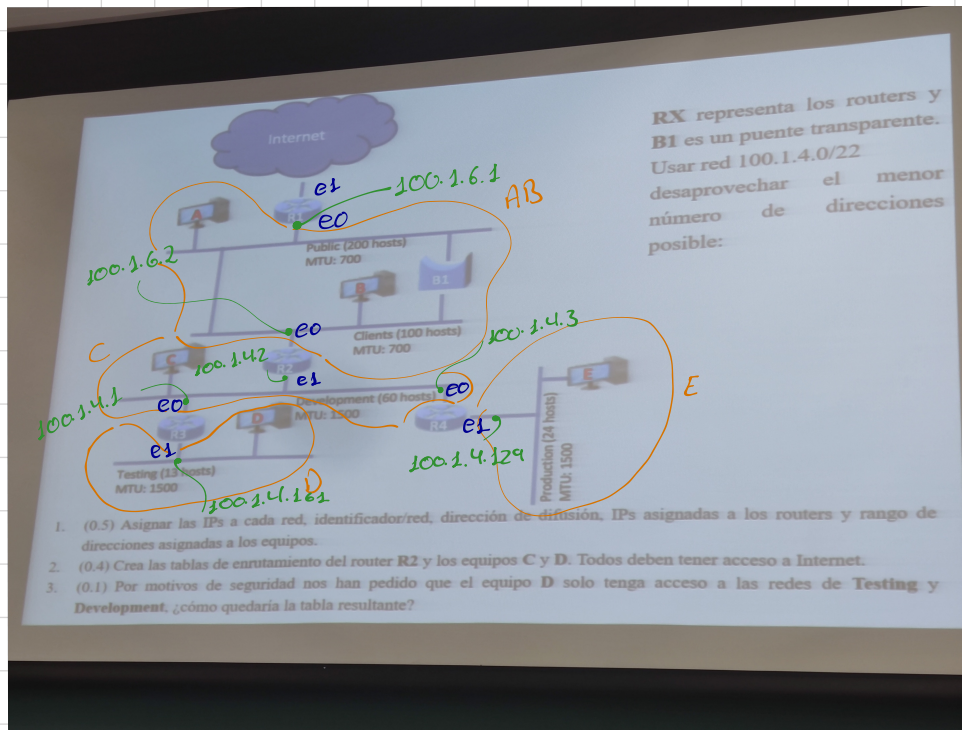 Internet
RX representa los routers y
B1 es un puente transparente.
Usar red 100.1.4.0/22
desaprovechar el menor
número de direcciones
posible:
e1
100.1.6.1
AB
A
R1
e0
Public (200 hosts)
MTU: 700
100.1.6.2
B
B1
e0
Clients (100 hosts)
MTU: 700
100.1.4.3
C
C
100.1.42
R2
e1
E
E
100.1.4.1
e0
Development (60 hosts)
MTU: 1500
e0
D
R3
R4
e1
e1
100.1.4.129
Production (24 hosts)
MTU: 1500
Testing (13 hosts)
MTU: 1500
D
100.1.4.161
1. (0.5) Asignar las IPs a cada red, identificador/red, dirección de difusión, IPs asignadas a los routers y rango de
direcciones asignadas a los equipos.
2. (0.4) Crea las tablas de enrutamiento del router R2 y los equipos C y D. Todos deben tener acceso a Internet.
3. (0.1) Por motivos de seguridad nos han pedido que el equipo D solo tenga acceso a las redes de Testing y
Development, ¿cómo quedaría la tabla resultante?